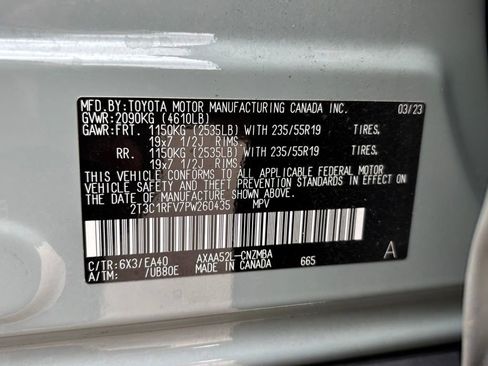 MFD.BY:TOYOTA MOTOR MANUFACTURING CANADA INC. 03/23
GVWR:2090KG (4610LB)
GAWR:FRT. 1150KG (2535LB) WITH 235/55R19 TIRES,
19x7 1/2J RIMS.
RR. 1150KG (2535LB) WITH 235/55R19 TIRES,
19x7 1/2J RIMS.
THIS VEHICLE CONFORMS TO ALL APPLICABLE FEDERAL MOTOR
VEHICLE SAFETY AND THEFT PREVENTION STANDARDS IN EFFECT ON
THE DATE OF MANUFACTURE SHOWN ABOVE.
2T3C1RFV7PW260435 MPV
C/TR:6X3/EA40 AXAA52L-CNZMBA A
A/TM: /UB80E MADE IN CANADA 665